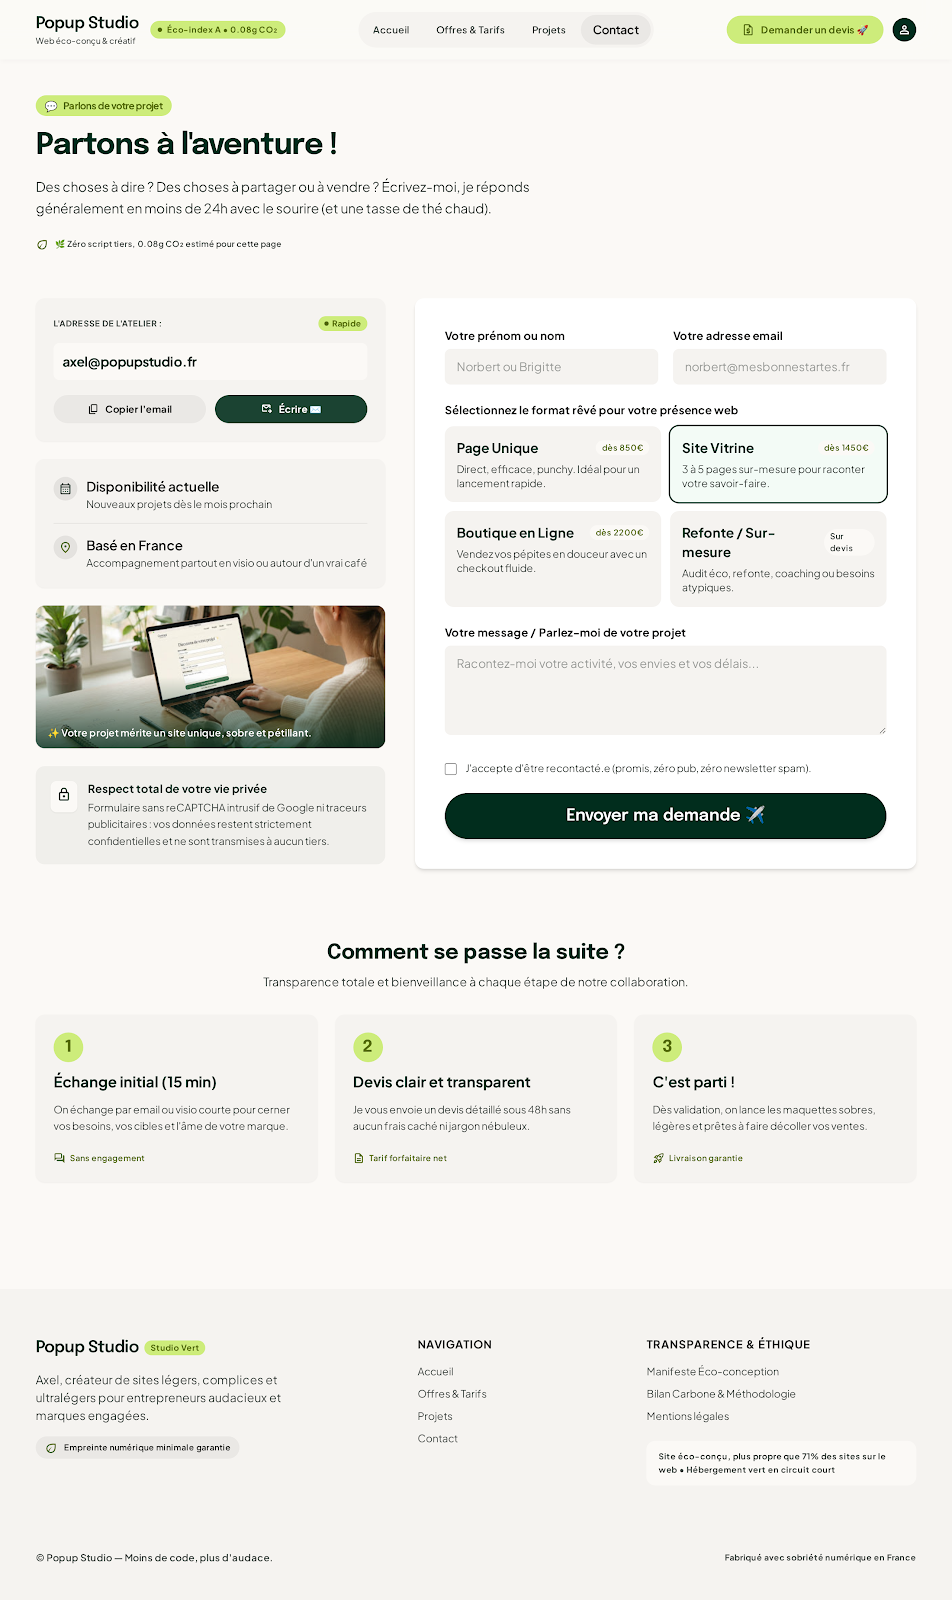 Popup Studio
Web éco-conçu & créatif
Éco-index A • 0.08g CO₂
Accueil
Offres & Tarifs
Projets
Contact
Demander un devis 🚀
💬 Parlons de votre projet
Partons à l'aventure !
Des choses à dire ? Des choses à partager ou à vendre ? Écrivez-moi, je réponds
généralement en moins de 24h avec le sourire (et une tasse de thé chaud).
🌿 Zéro script tiers, 0.08g CO₂ estimé pour cette page
L'ADRESSE DE L'ATELIER :
Rapide
axel@popupstudio.fr
Copier l'email
Écrire ✉️
Disponibilité actuelle
Nouveaux projets dès le mois prochain
Basé en France
Accompagnement partout en visio ou autour d'un vrai café
✨ Votre projet mérite un site unique, sobre et pétillant.
Respect total de votre vie privée
Formulaire sans reCAPTCHA intrusif de Google ni traceurs
publicitaires : vos données restent strictement
confidentielles et ne sont transmises à aucun tiers.
Votre prénom ou nom
Norbert ou Brigitte
Votre adresse email
norbert@mesbonnestartes.fr
Sélectionnez le format rêvé pour votre présence web
Page Unique
dès 850€
Direct, efficace, punchy. Idéal pour un
lancement rapide.
Site Vitrine
dès 1450€
3 à 5 pages sur-mesure pour raconter
votre savoir-faire.
Boutique en Ligne
dès 2200€
Vendez vos pépites en douceur avec un
checkout fluide.
Refonte / Sur-
mesure
Sur
devis
Audit éco, refonte, coaching ou besoins
atypiques.
Votre message / Parlez-moi de votre projet
Racontez-moi votre activité, vos envies et vos délais...
J'accepte d'être recontacté.e (promis, zéro pub, zéro newsletter spam).
Envoyer ma demande ✈️
Comment se passe la suite ?
Transparence totale et bienveillance à chaque étape de notre collaboration.
1
Échange initial (15 min)
On échange par email ou visio courte pour cerner
vos besoins, vos cibles et l'âme de votre marque.
Sans engagement
2
Devis clair et transparent
Je vous envoie un devis détaillé sous 48h sans
aucun frais caché ni jargon nébuleux.
Tarif forfaitaire net
3
C'est parti !
Dès validation, on lance les maquettes sobres,
légères et prêtes à faire décoller vos ventes.
Livraison garantie
Popup Studio
Studio Vert
Axel, créateur de sites légers, complices et
ultralégers pour entrepreneurs audacieux et
marques engagées.
Empreinte numérique minimale garantie
NAVIGATION
Accueil
Offres & Tarifs
Projets
Contact
TRANSPARENCE & ÉTHIQUE
Manifeste Éco-conception
Bilan Carbone & Méthodologie
Mentions légales
Site éco-conçu, plus propre que 71% des sites sur le
web • Hébergement vert en circuit court
© Popup Studio — Moins de code, plus d'audace.
Fabriqué avec sobriété numérique en France